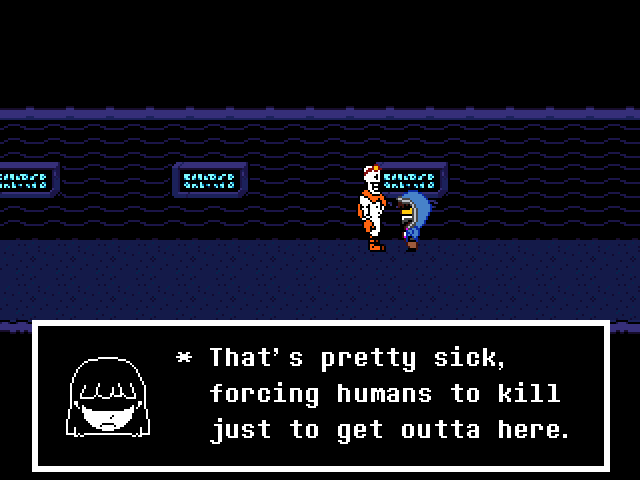 * That's pretty sick,
forcing humans to kill
just to get outta here.